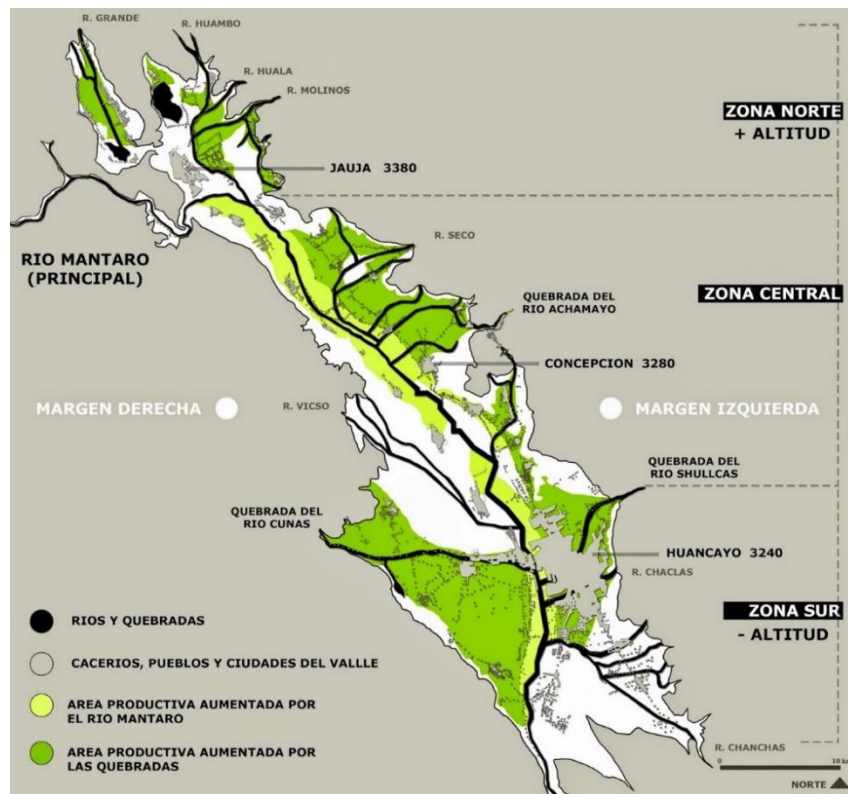 R. GRANDE
R. HUAMBO
R. HUALA
R. MOLINOS
ZONA NORTE
+ ALTITUD
JAUJA 3380
RIO MANTARO
(PRINCIPAL)
R. SECO
QUEBRADA DEL
RIO ACHAMAYO
ZONA CENTRAL
CONCEPCION 3280
MARGEN DERECHA
R. VICSO
MARGEN IZQUIERDA
QUEBRADA DEL
RIO SHULLCAS
QUEBRADA DEL
RIO CUNAS
HUANCAYO 3240
R. CHACLAS
ZONA SUR
- ALTITUD
RIOS Y QUEBRADAS
CACERIOS, PUEBLOS Y CIUDADES DEL VALLLE
AREA PRODUCTIVA AUMENTADA POR
EL RIO MANTARO
AREA PRODUCTIVA AUMENTADA POR
LAS QUEBRADAS
R. CHANCHAS
0
NORTE